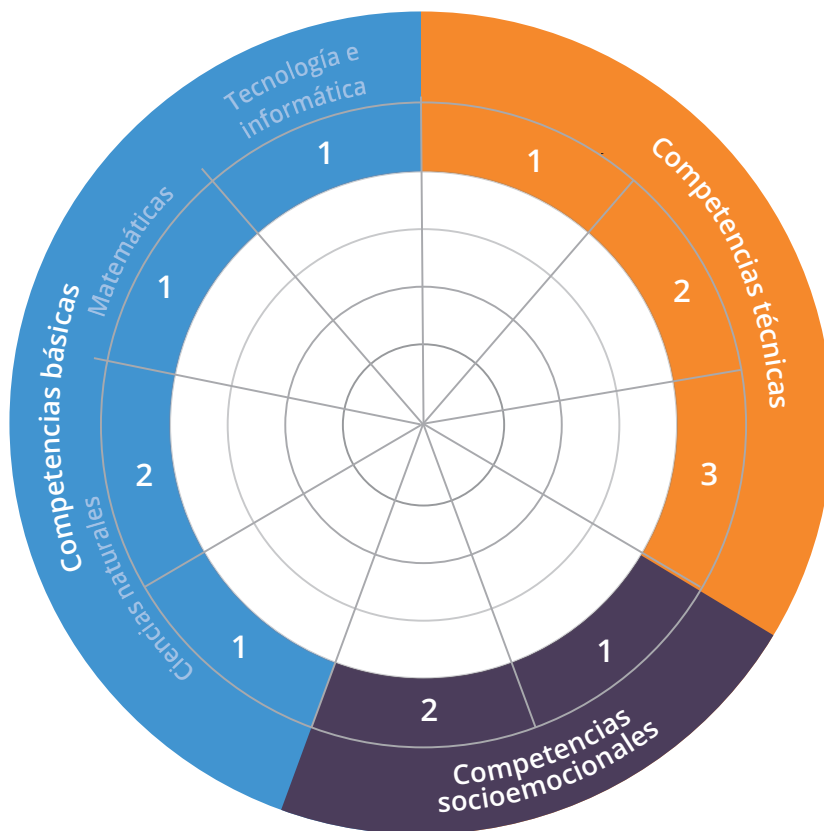 Tecnología e
informática
1
1
Competencias técnicas
2
3
1
Competencias
socioemocionales
2
1
Ciencias naturales
2
Competencias básicas
1
Matemáticas